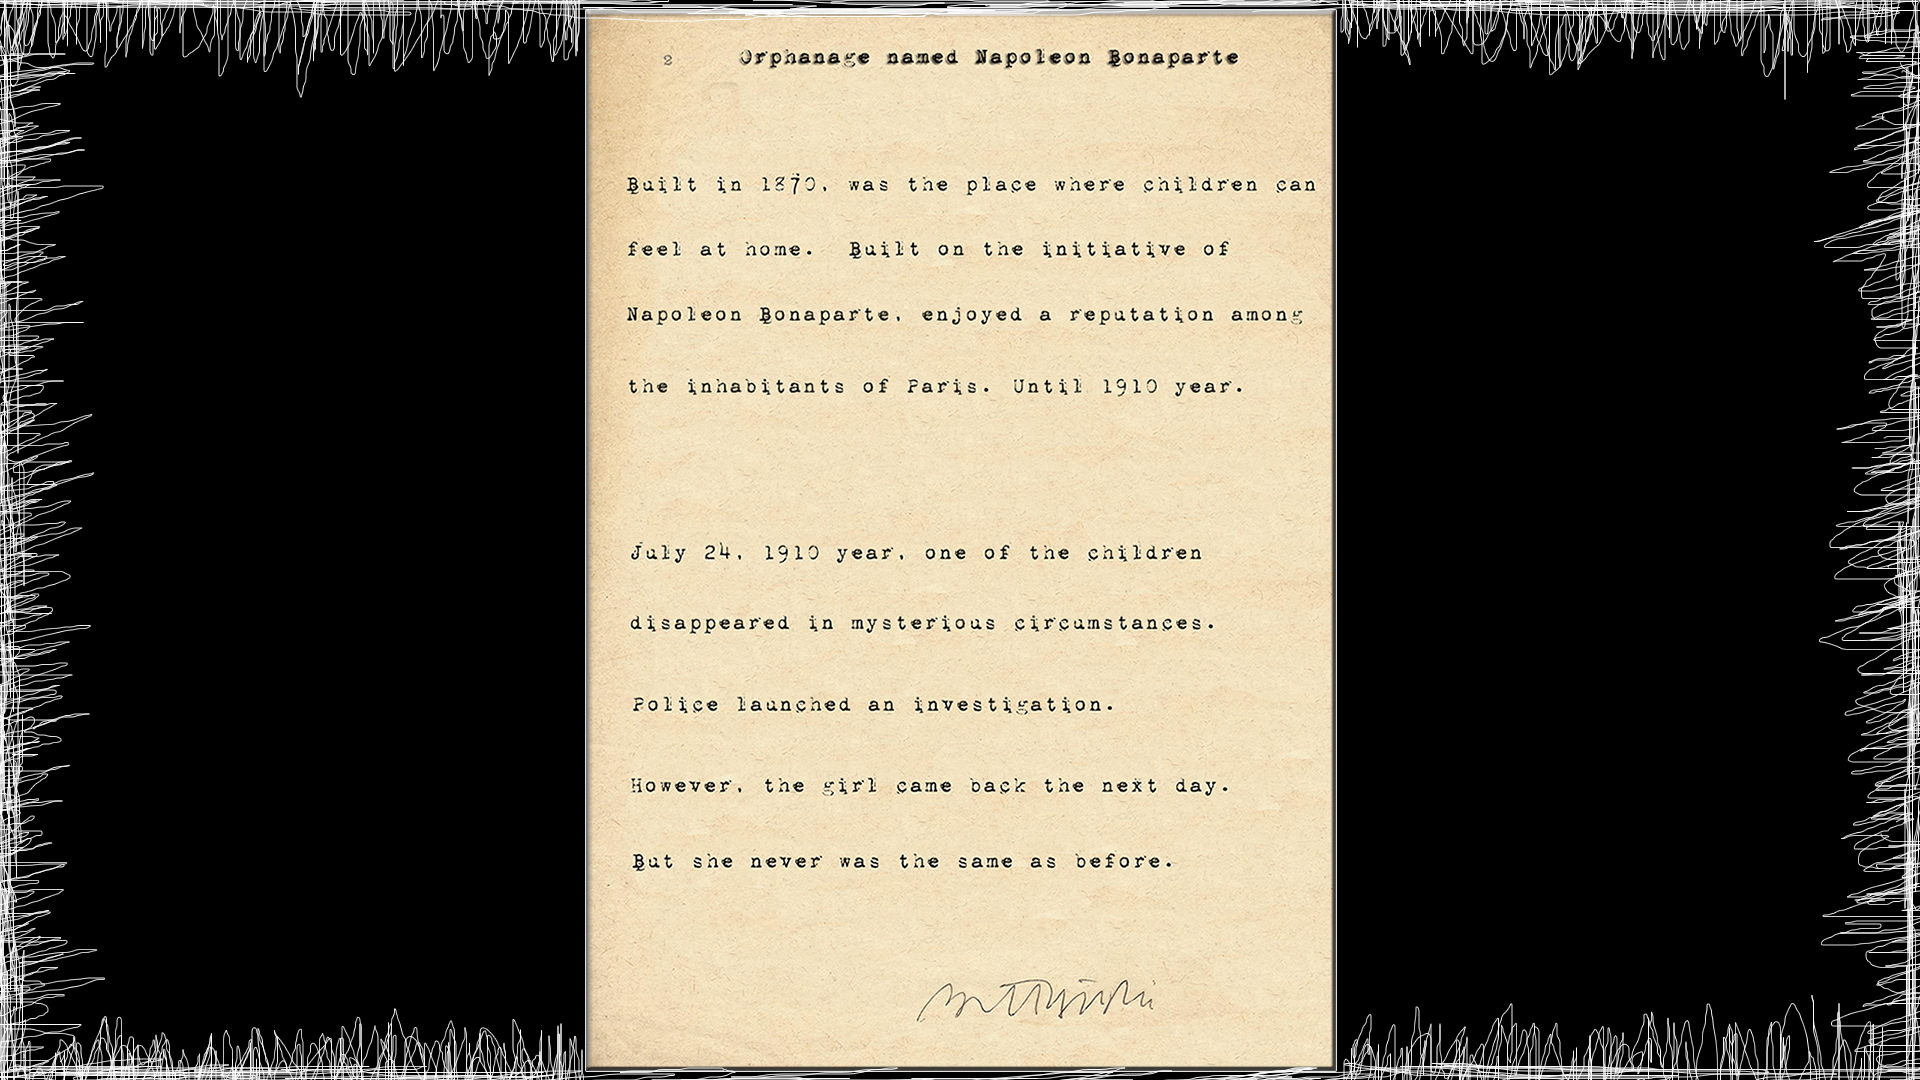 2 Orphanage named Napoleon Bonaparte
Built in 1870, was the place where children can
feel at home. Built on the initiative of
Napoleon Bonaparte, enjoyed a reputation among
the inhabitants of Paris. Until 1910 year.
July 24, 1910 year, one of the children
disappeared in mysterious circumstances.
Police launched an investigation.
However, the girl came back the next day.
But she never was the same as before.